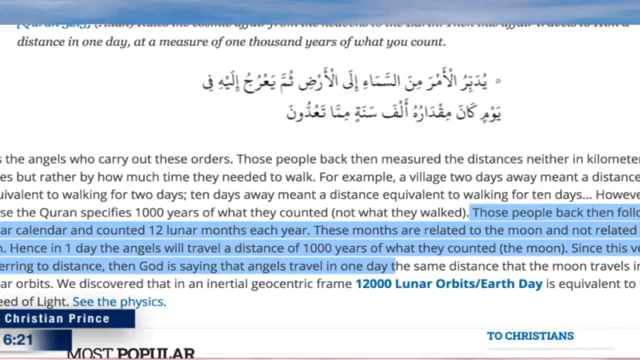 distance in one day, at a measure of one thousand years of what you count.
يُدَبِّرُ الْأَمْرَ مِنَ السَّمَاءِ إِلَى الْأَرْضِ ثُمَّ يَعْرُجُ إِلَيْهِ فِي
يَوْمٍ كَانَ مِقْدَارُهُ أَلْفَ سَنَةٍ مِمَّا تَعُدُّونَ
s the angels who carry out these orders. Those people back then measured the distances neither in kilometer
es but rather by how much time they needed to walk. For example, a village two days away meant a distance
quivalent to walking for two days; ten days away meant a distance equivalent to walking for ten days... Howeve
se the Quran specifies 1000 years of what they counted (not what they walked). Those people back then follo
ar calendar and counted 12 lunar months each year. These months are related to the moon and not related
Hence in 1 day the angels will travel a distance of 1000 years of what they counted (the moon). Since this ve
erring to distance, then God is saying that angels travel in one day the same distance that the moon travels in
ar orbits. We discovered that in an inertial geocentric frame 12000 Lunar Orbits/Earth Day is equivalent to t
eed of Light. See the physics.
Christian Prince
6:21
MOST POPULAR
TO CHRISTIANS